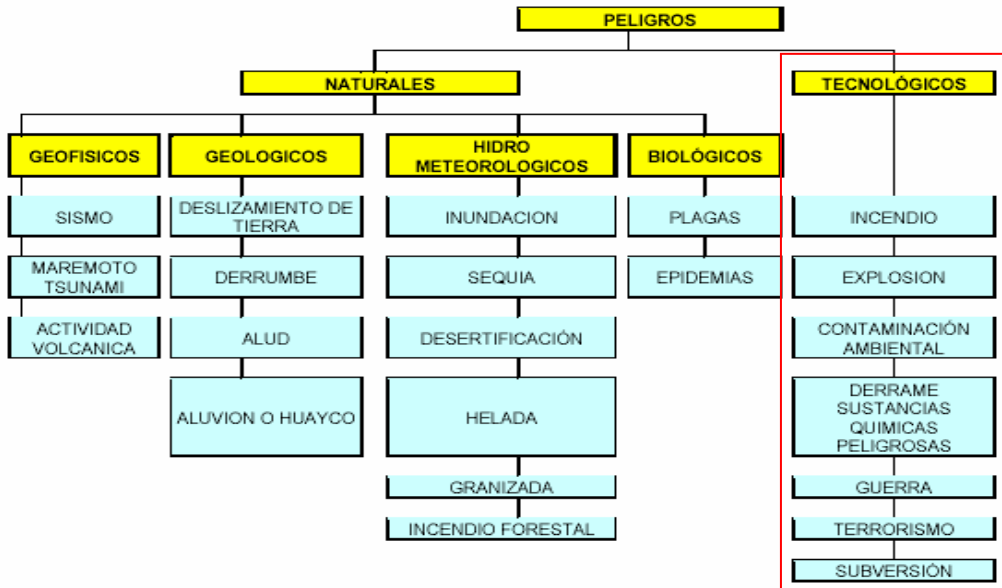 PELIGROS
NATURALES
TECNOLÓGICOS
GEOFISICOS
GEOLOGICOS
HIDRO
METEOROLOGICOS
BIOLÓGICOS
SISMO
DESLIZAMIENTO DE
TIERRA
INUNDACION
PLAGAS
INCENDIO
MAREMOTO
TSUNAMI
DERRUMBE
SEQUIA
EPIDEMIAS
EXPLOSION
ACTIVIDAD
VOLCANICA
ALUD
DESERTIFICACIÓN
CONTAMINACIÓN
AMBIENTAL
ALUVION O HUAYCO
HELADA
DERRAME
SUSTANCIAS
QUIMICAS
PELIGROSAS
GRANIZADA
GUERRA
INCENDIO FORESTAL
TERRORISMO
SUBVERSIÓN